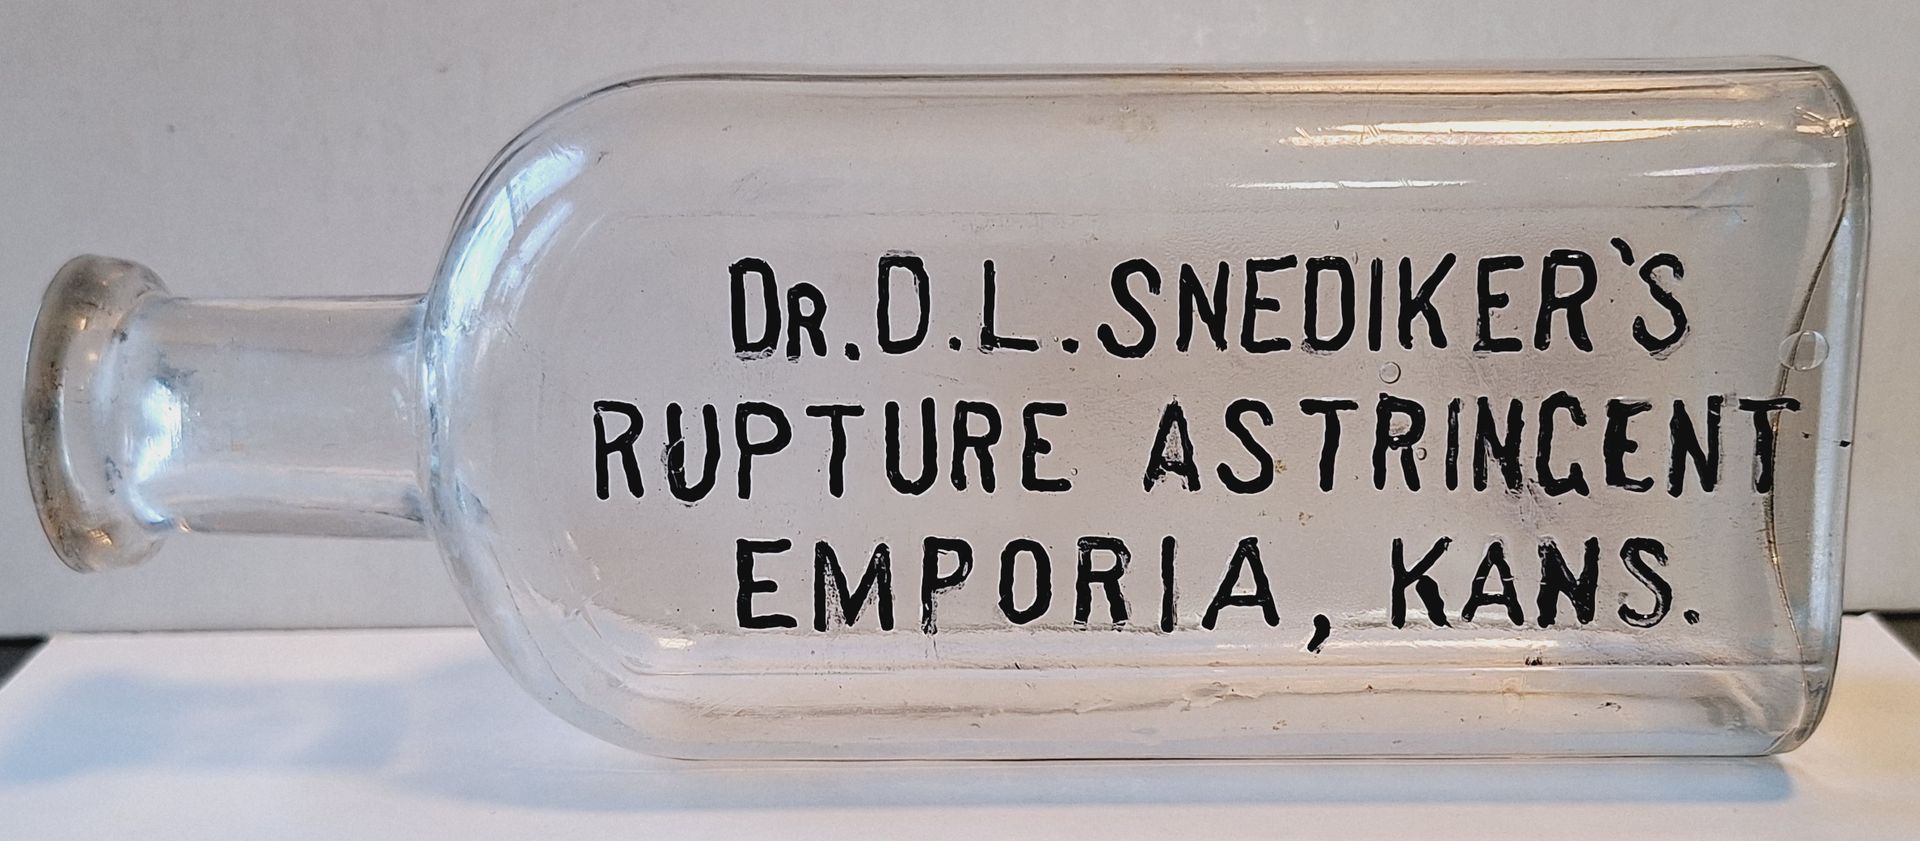 DR. D. L. SNEDIKER'S
RUPTURE ASTRINGENT
EMPORIA, KANS.